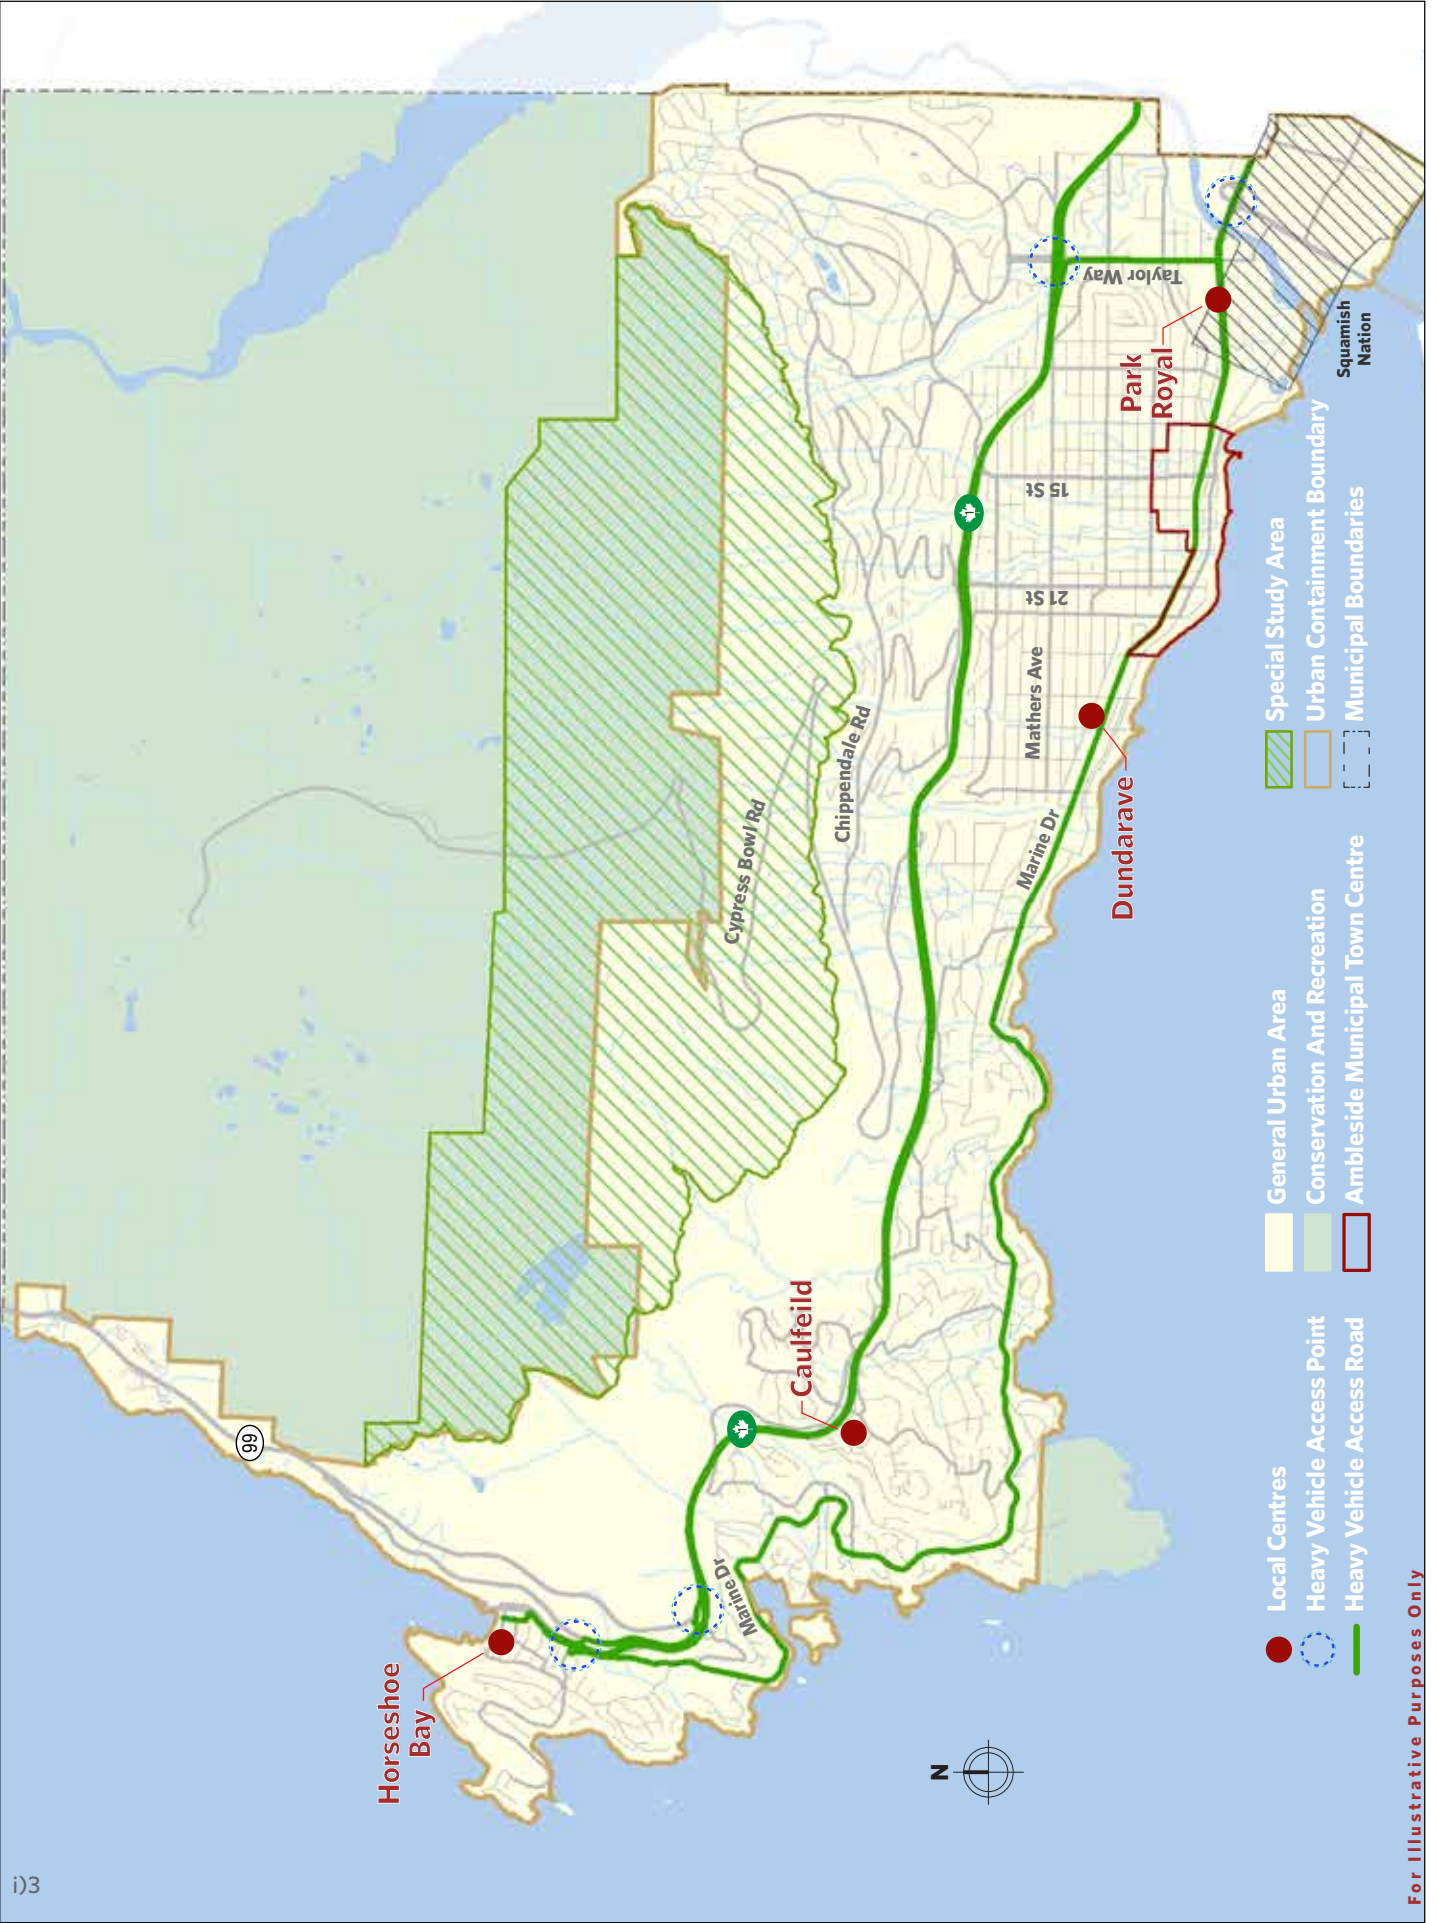 i)3
99
Horseshoe
Bay
Caulfeild
Dundarave
Park
Royal
Squamish
Nation
Cypress Bowl Rd
Chippendale Rd
Mathers Ave
Marine Dr
Marine Dr
21 St
15 St
Taylor Way
1
1
N
Local Centres
Heavy Vehicle Access Point
Heavy Vehicle Access Road
General Urban Area
Conservation And Recreation
Ambleside Municipal Town Centre
Special Study Area
Urban Containment Boundary
Municipal Boundaries
For Illustrative Purposes Only